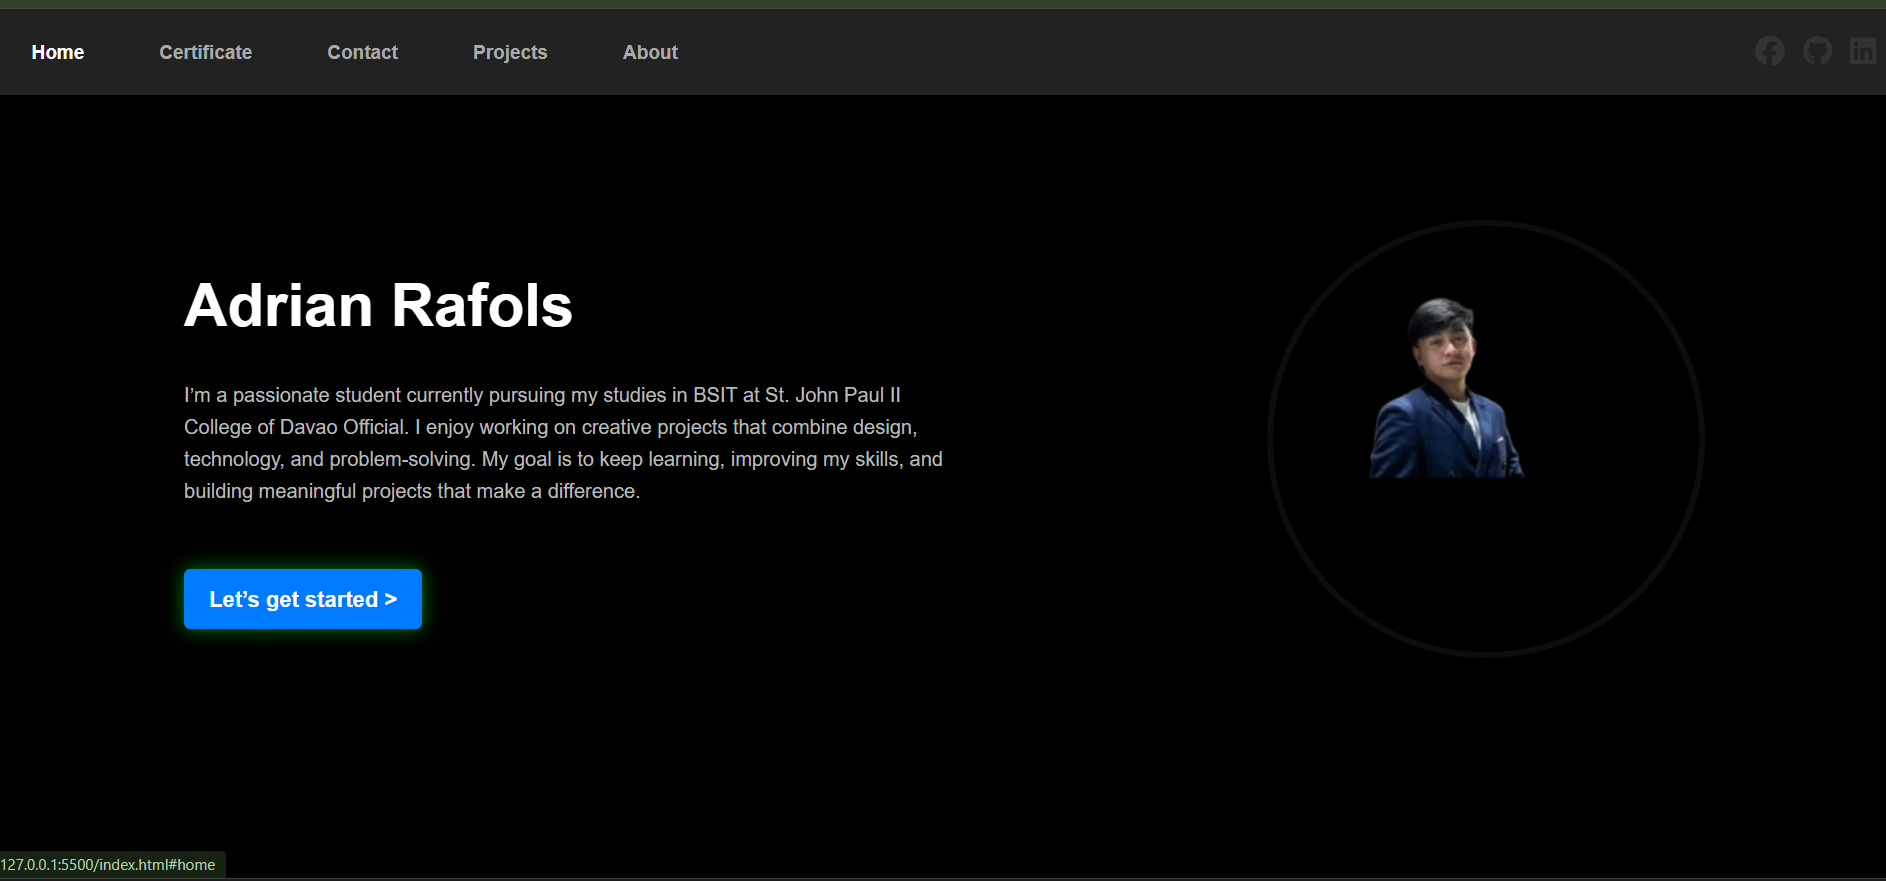 Home Certificate Contact Projects About
Adrian Rafols
I’m a passionate student currently pursuing my studies in BSIT at St. John Paul II
College of Davao Official. I enjoy working on creative projects that combine design,
technology, and problem-solving. My goal is to keep learning, improving my skills, and
building meaningful projects that make a difference.
Let’s get started >
127.0.0.1:5500/index.html#home